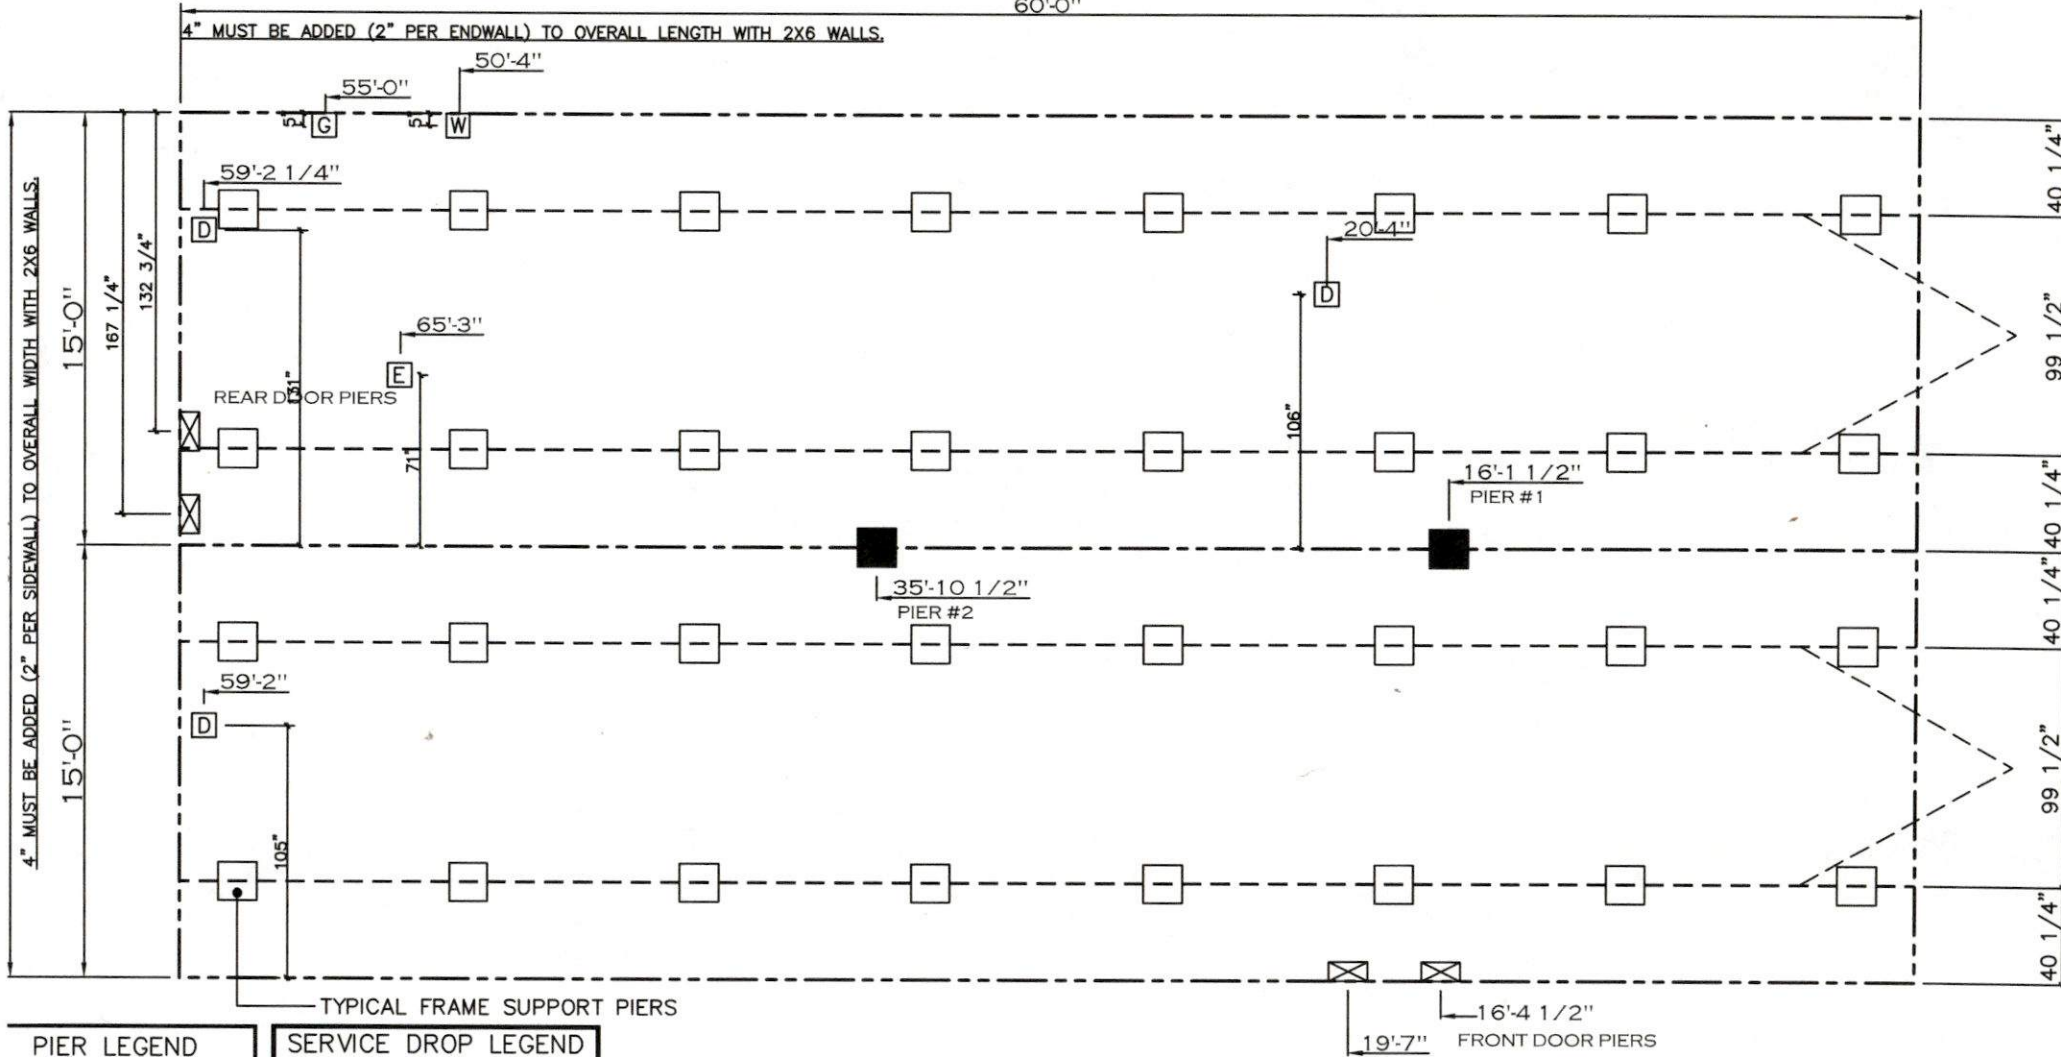 60'-0"
4" MUST BE ADDED (2" PER ENDWALL) TO OVERALL LENGTH WITH 2X6 WALLS.
50'-4"
55'-0"
5"
G
5"
W
40 1/4"
59'-2 1/4"
D
132 3/4"
167 1/4"
15'-0"
4" MUST BE ADDED (2" PER SIDEWALL) TO OVERALL WIDTH WITH 2X6 WALLS.
20'-4"
D
99 1/2"
65'-3"
E
131"
REAR DOOR PIERS
106"
71"
16'-1 1/2"
PIER #1
40 1/4"
35'-10 1/2"
PIER #2
40 1/4"
59'-2"
D
15'-0"
99 1/2"
105"
40 1/4"
TYPICAL FRAME SUPPORT PIERS
16'-4 1/2"
19'-7"
FRONT DOOR PIERS
PIER LEGEND
SERVICE DROP LEGEND